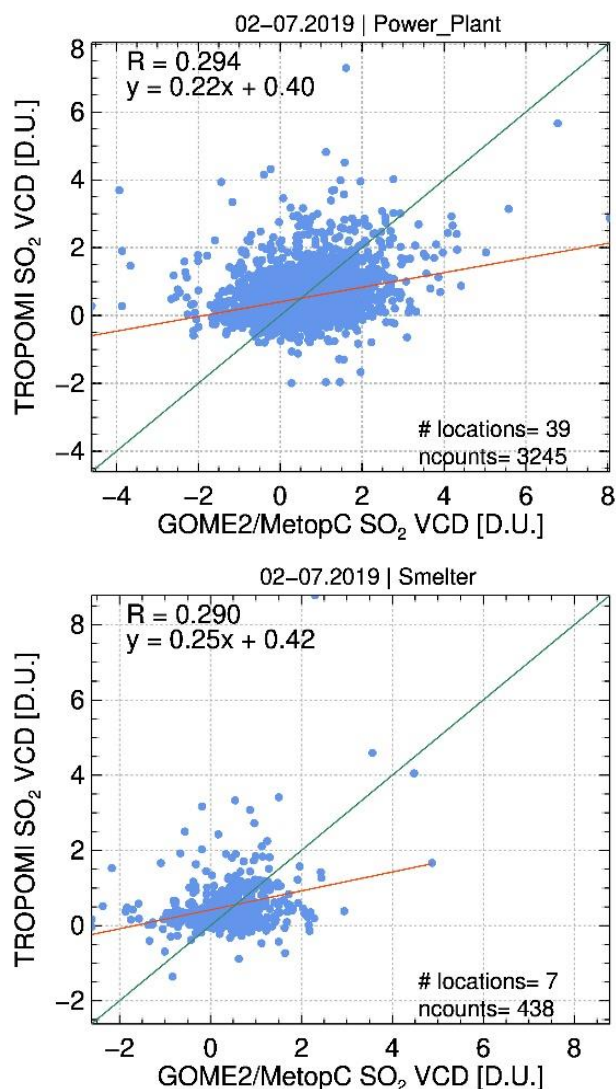 02-07.2019 | Power_Plant
R = 0.294
y = 0.22x + 0.40
TROPOMI SO₂ VCD [D.U.]
8
6
4
2
0
-2
-4
# locations= 39
ncounts= 3245
-4 -2 0 2 4 6 8
GOME2/MetopC SO₂ VCD [D.U.]
02-07.2019 | Smelter
R = 0.290
y = 0.25x + 0.42
TROPOMI SO₂ VCD [D.U.]
8
6
4
2
0
-2
# locations= 7
ncounts= 438
-2 0 2 4 6 8
GOME2/MetopC SO₂ VCD [D.U.]